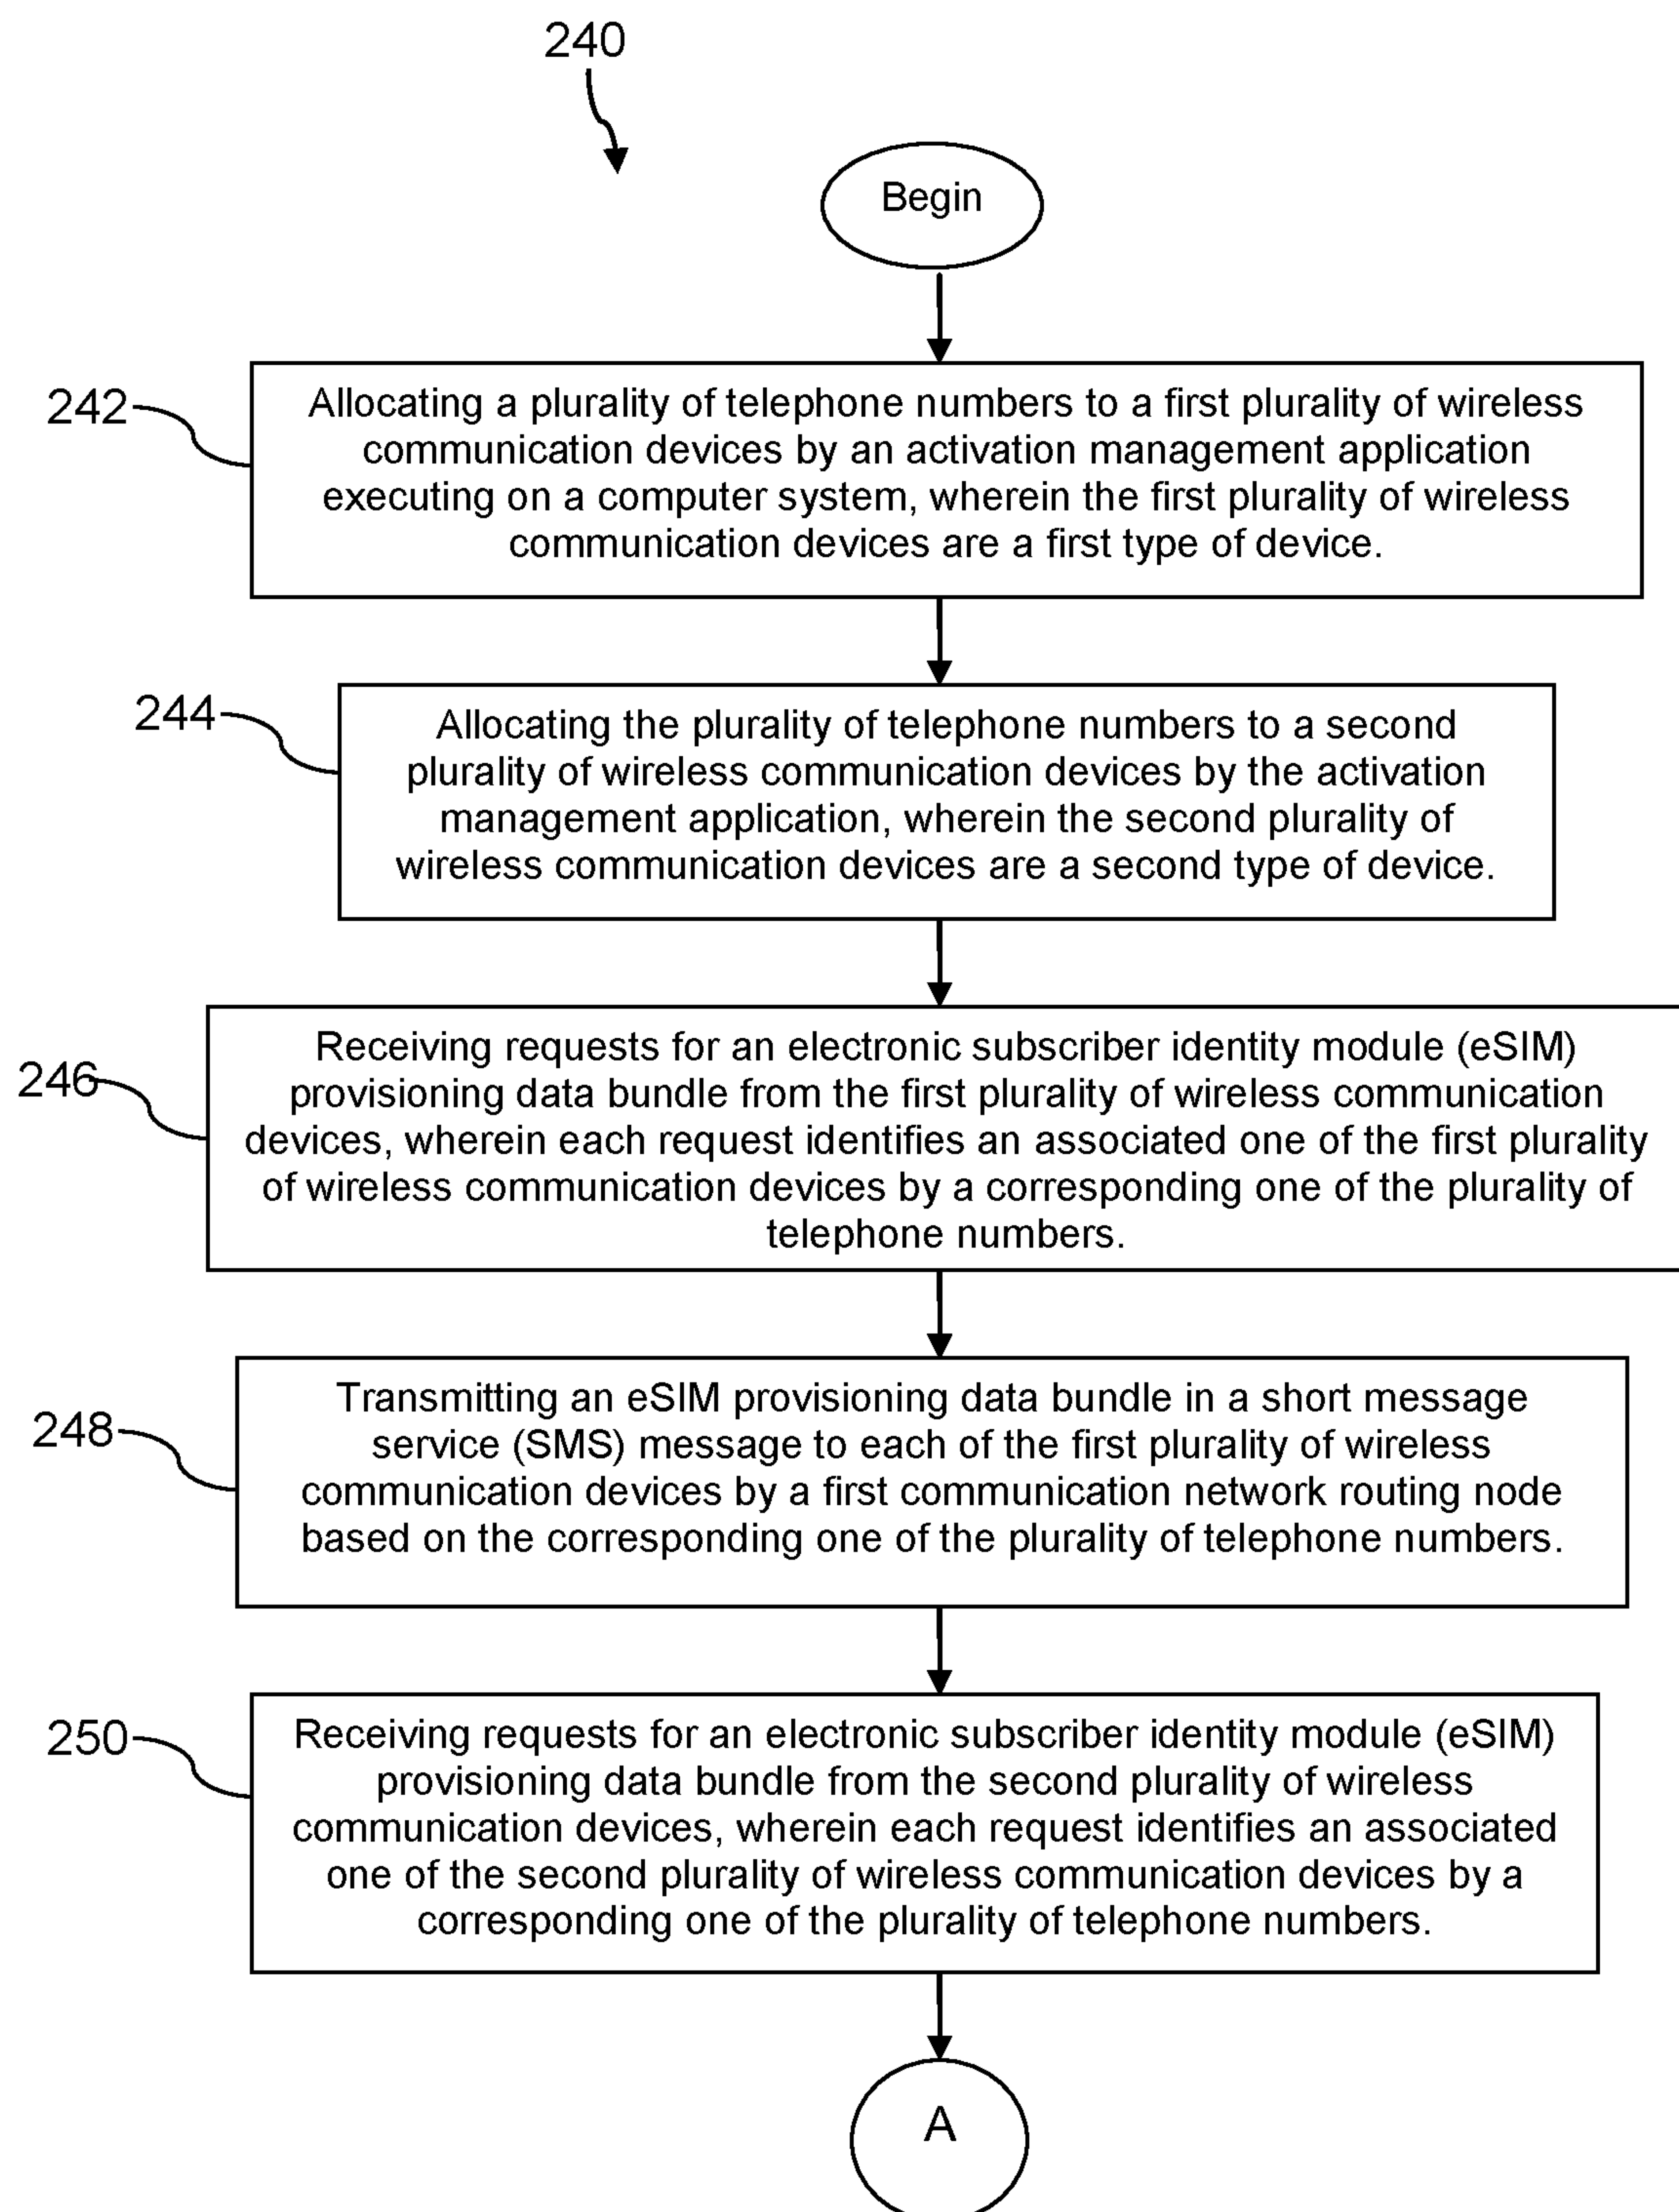 240
Begin
242
Allocating a plurality of telephone numbers to a first plurality of wireless
communication devices by an activation management application
executing on a computer system, wherein the first plurality of wireless
communication devices are a first type of device.
244
Allocating the plurality of telephone numbers to a second
plurality of wireless communication devices by the activation
management application, wherein the second plurality of
wireless communication devices are a second type of device.
246
Receiving requests for an electronic subscriber identity module (eSIM)
provisioning data bundle from the first plurality of wireless communication
devices, wherein each request identifies an associated one of the first plurality
of wireless communication devices by a corresponding one of the plurality of
telephone numbers.
248
Transmitting an eSIM provisioning data bundle in a short message
service (SMS) message to each of the first plurality of wireless
communication devices by a first communication network routing node
based on the corresponding one of the plurality of telephone numbers.
250
Receiving requests for an electronic subscriber identity module (eSIM)
provisioning data bundle from the second plurality of wireless
communication devices, wherein each request identifies an associated
one of the second plurality of wireless communication devices by a
corresponding one of the plurality of telephone numbers.
A